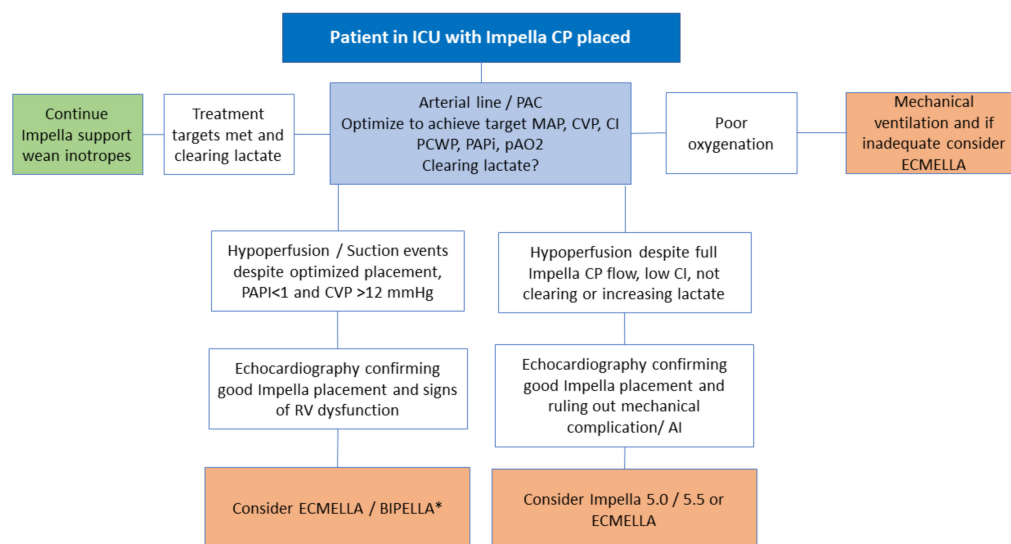 Patient in ICU with Impella CP placed
Continue
Impella support
wean inotropes
Treatment
targets met and
clearing lactate
Arterial line / PAC
Optimize to achieve target MAP, CVP, CI
PCWP, PAPi, pAO2
Clearing lactate?
Poor
oxygenation
Mechanical
ventilation and if
inadequate consider
ECMELLA
Hypoperfusion / Suction events
despite optimized placement,
PAPI<1 and CVP >12 mmHg
Hypoperfusion despite full
Impella CP flow, low CI, not
clearing or increasing lactate
Echocardiography confirming
good Impella placement and signs
of RV dysfunction
Echocardiography confirming
good Impella placement and
ruling out mechanical
complication/ AI
Consider ECMELLA / BIPELLA*
Consider Impella 5.0 / 5.5 or
ECMELLA